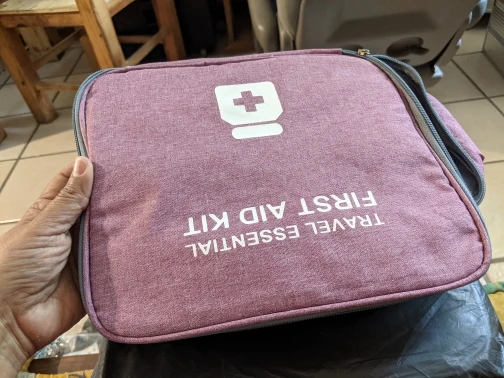 TRAVEL ESSENTIAL
FIRST AID KIT